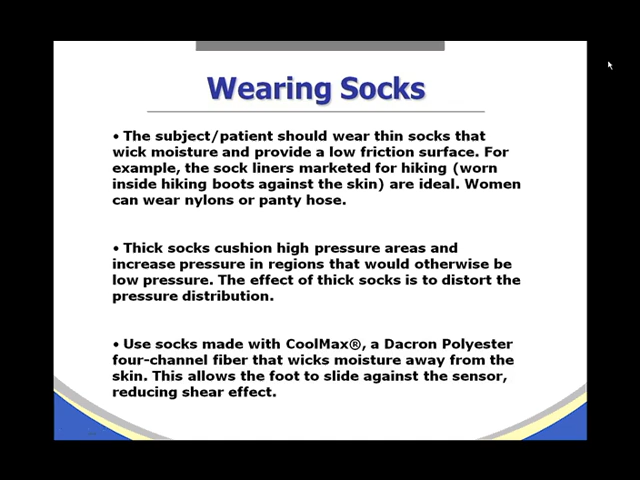 Wearing Socks
• The subject/patient should wear thin socks that
wick moisture and provide a low friction surface. For
example, the sock liners marketed for hiking (worn
inside hiking boots against the skin) are ideal. Women
can wear nylons or panty hose.
• Thick socks cushion high pressure areas and
increase pressure in regions that would otherwise be
low pressure. The effect of thick socks is to distort the
pressure distribution.
• Use socks made with CoolMax®, a Dacron Polyester
four-channel fiber that wicks moisture away from the
skin. This allows the foot to slide against the sensor,
reducing shear effect.